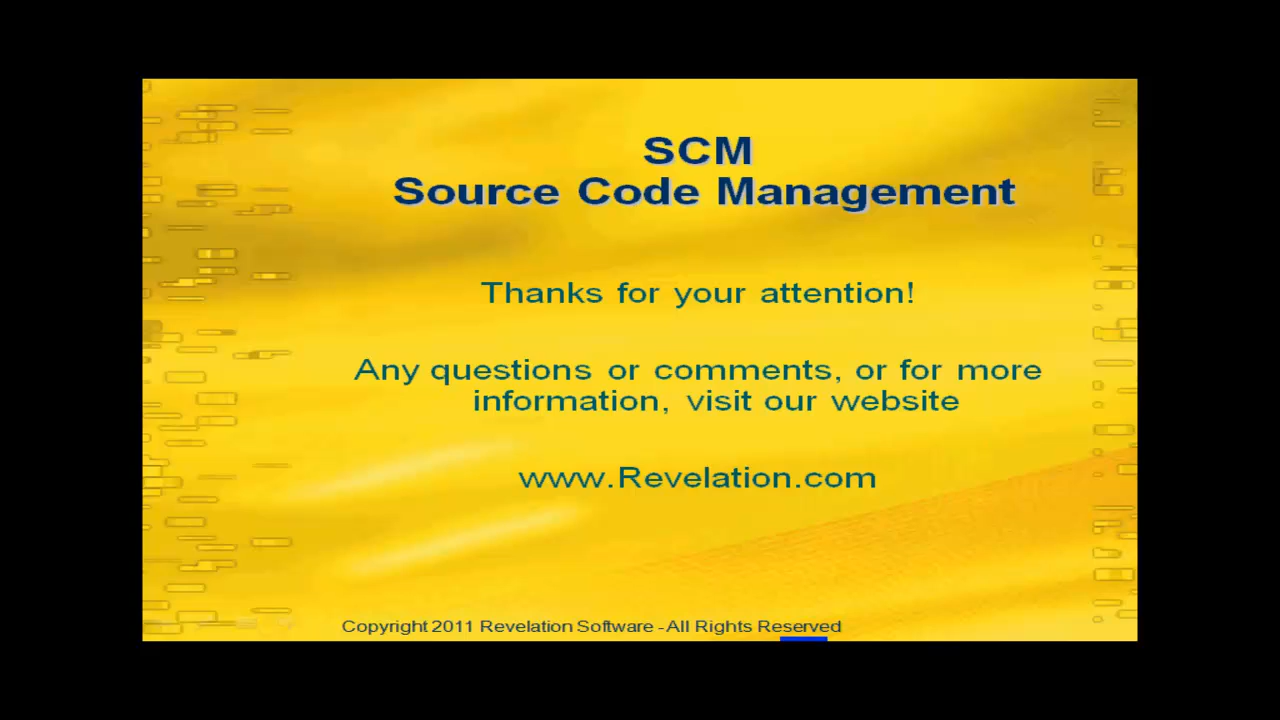 SCM
Source Code Management
Thanks for your attention!
Any questions or comments, or for more
information, visit our website
www.Revelation.com
Copyright 2011 Revelation Software - All Rights Reserved